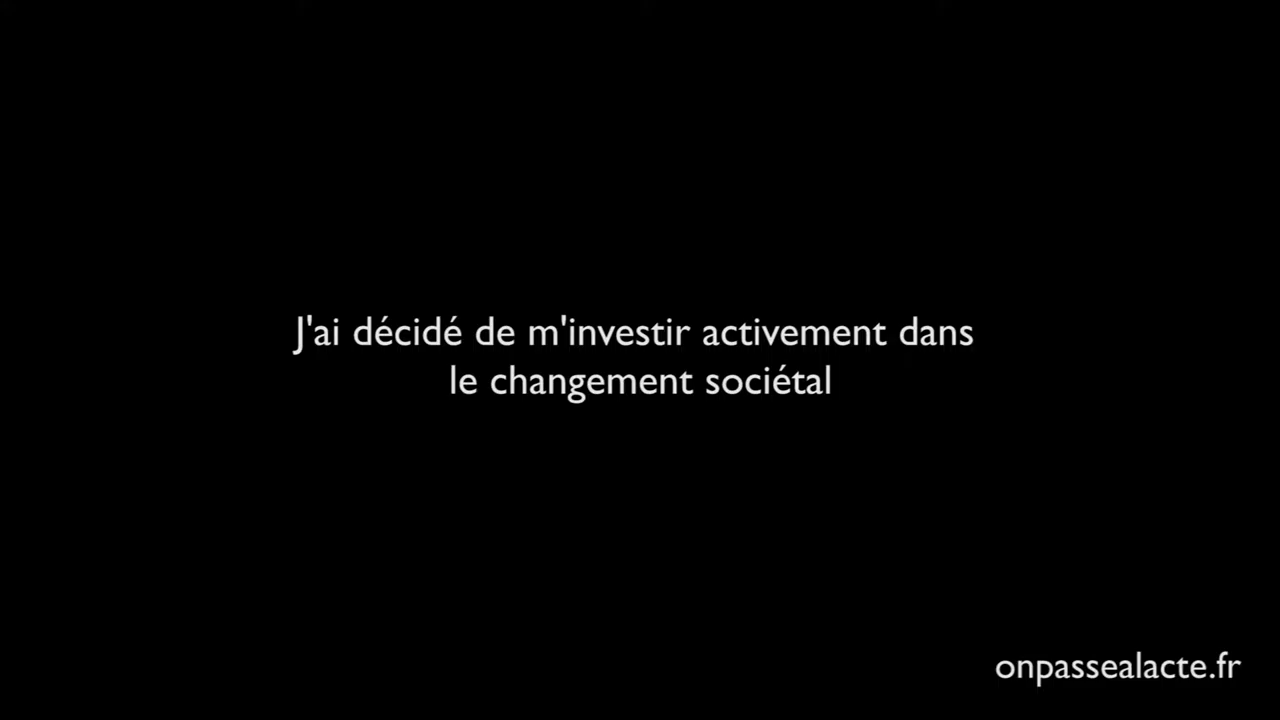 J'ai décidé de m'investir activement dans
le changement sociétal
onpassealacte.fr